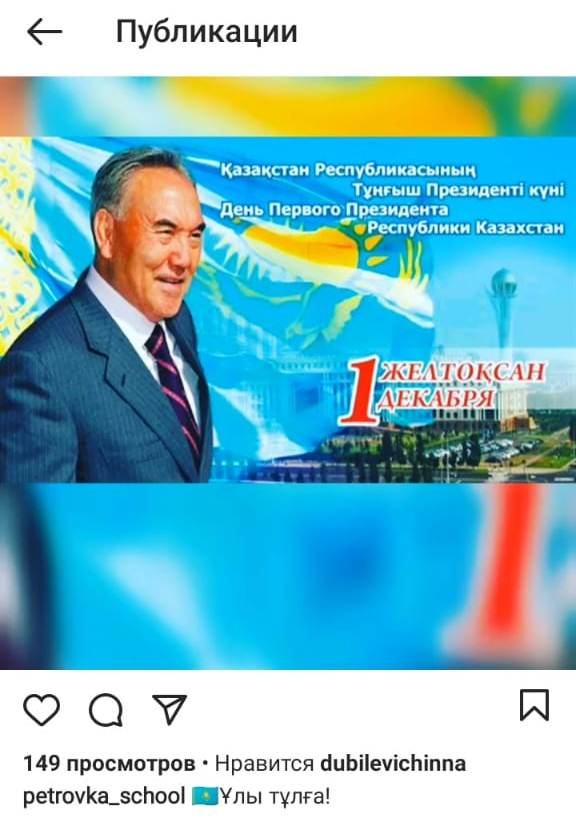 Публикации
Қазақстан Республикасының
Тұнғыш Президенті күні
День Первого Президента
Республики Казахстан
1 ЖЕЛТОҚСАН
ДЕКАБРЯ
149 просмотров • Нравится dubilevichinna
petrovka_school 🇰🇿Ұлы тұлға!